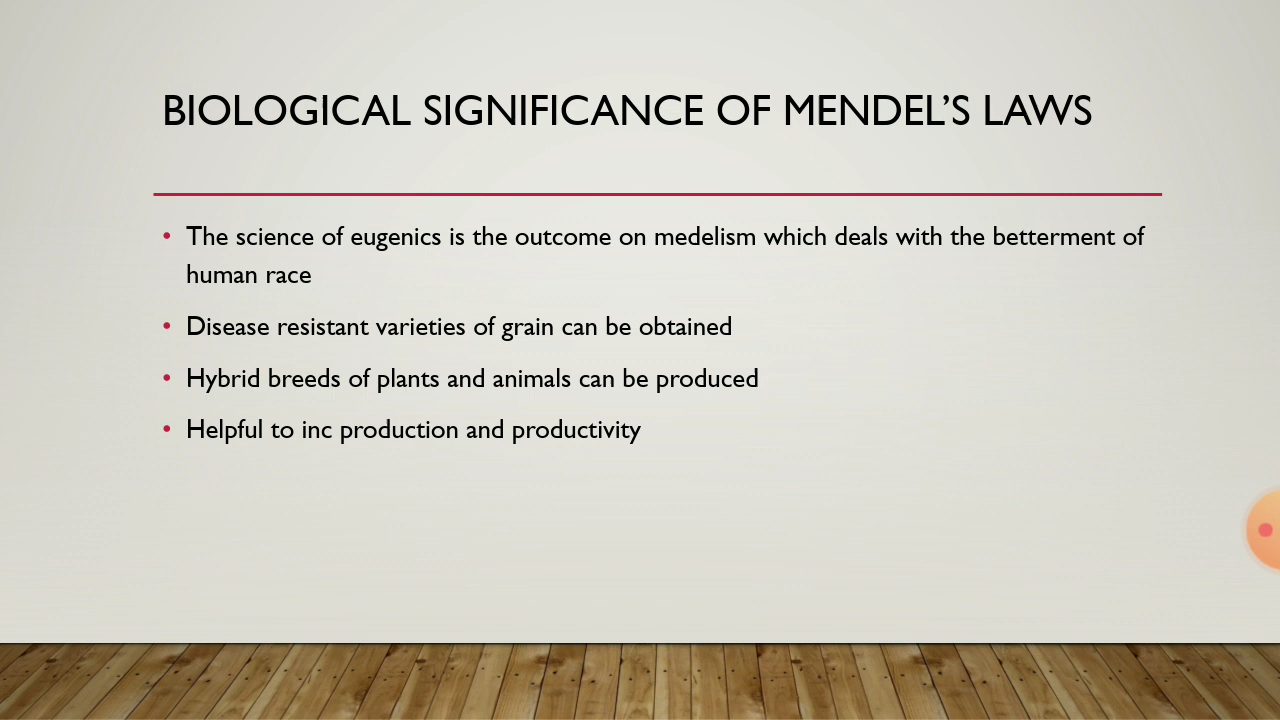 BIOLOGICAL SIGNIFICANCE OF MENDEL’S LAWS
• The science of eugenics is the outcome on medelism which deals with the betterment of
human race
• Disease resistant varieties of grain can be obtained
• Hybrid breeds of plants and animals can be produced
• Helpful to inc production and productivity